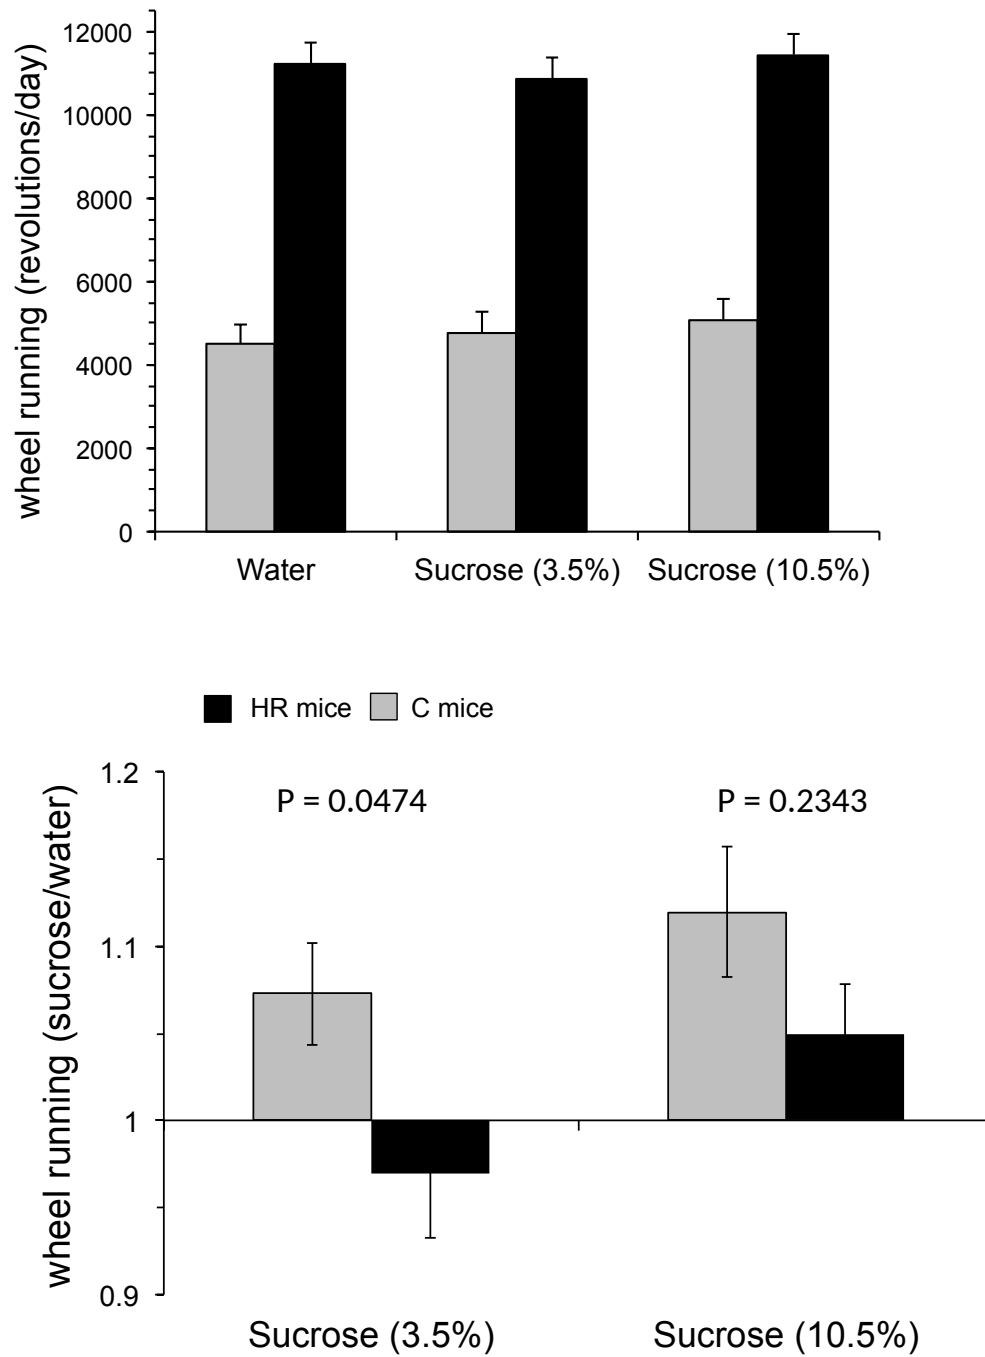 wheel running (revolutions/day)
12000
10000
8000
6000
4000
2000
0
Water
Sucrose (3.5%)
Sucrose (10.5%)
HR mice
C mice
wheel running (sucrose/water)
1.2
1.1
1
0.9
P = 0.0474
P = 0.2343
Sucrose (3.5%)
Sucrose (10.5%)